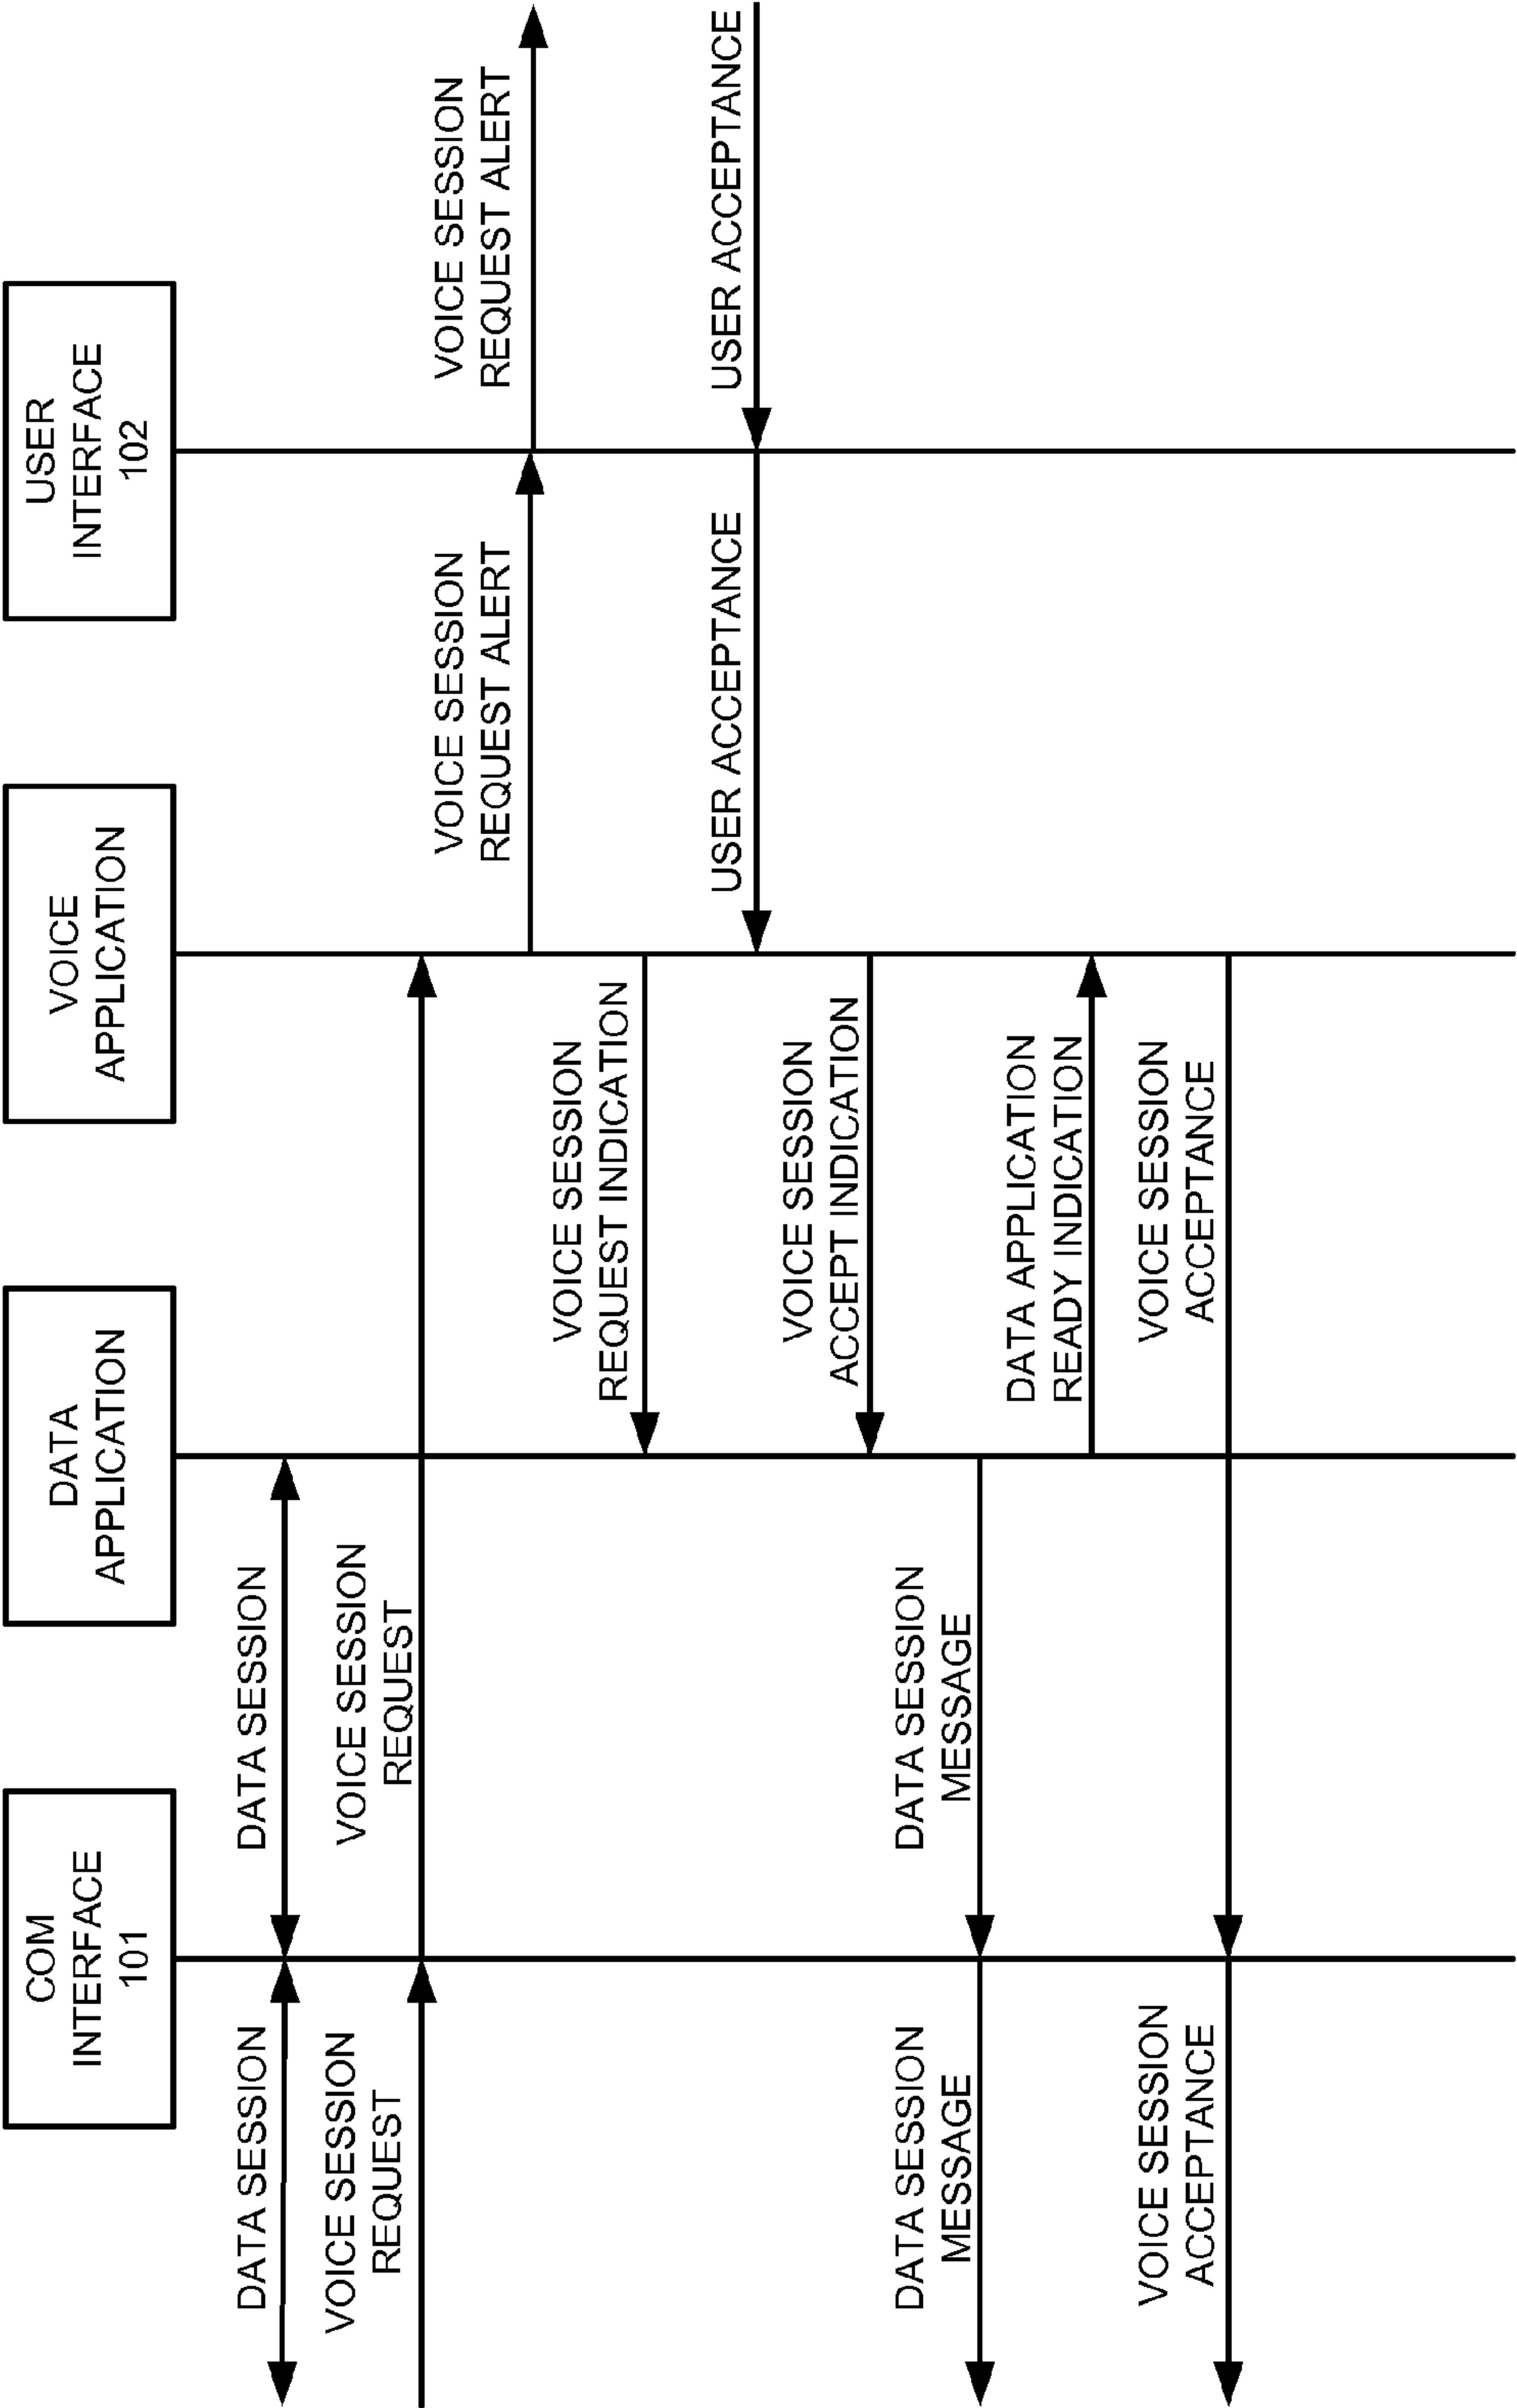 COM
INTERFACE
101
DATA
APPLICATION
VOICE
APPLICATION
USER
INTERFACE
102
DATA SESSION
DATA SESSION
VOICE SESSION
REQUEST
VOICE SESSION
REQUEST
VOICE SESSION
REQUEST ALERT
VOICE SESSION
REQUEST ALERT
VOICE SESSION
REQUEST INDICATION
USER ACCEPTANCE
USER ACCEPTANCE
VOICE SESSION
ACCEPT INDICATION
DATA SESSION
MESSAGE
DATA SESSION
MESSAGE
DATA APPLICATION
READY INDICATION
VOICE SESSION
ACCEPTANCE
VOICE SESSION
ACCEPTANCE